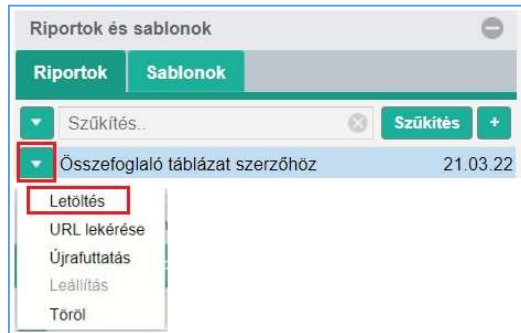 Riportok és sablonok
Riportok Sablonok
Szűkítés.. Szűkítés +
Összefoglaló táblázat szerzőhöz 21.03.22
Letöltés
URL lekérése
Újrafuttatás
Leállítás
Töröl